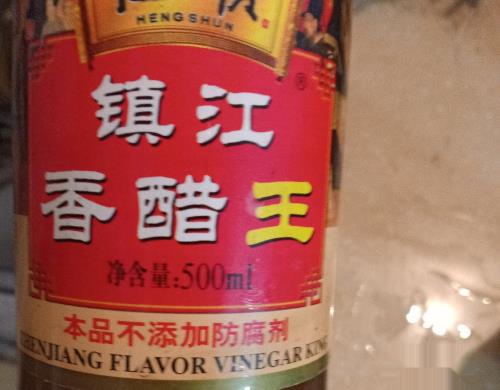 HENGSHUN
镇江®
香醋王
净含量:500ml
本品不添加防腐剂
ZHENJIANG FLAVOR VINEGAR KING